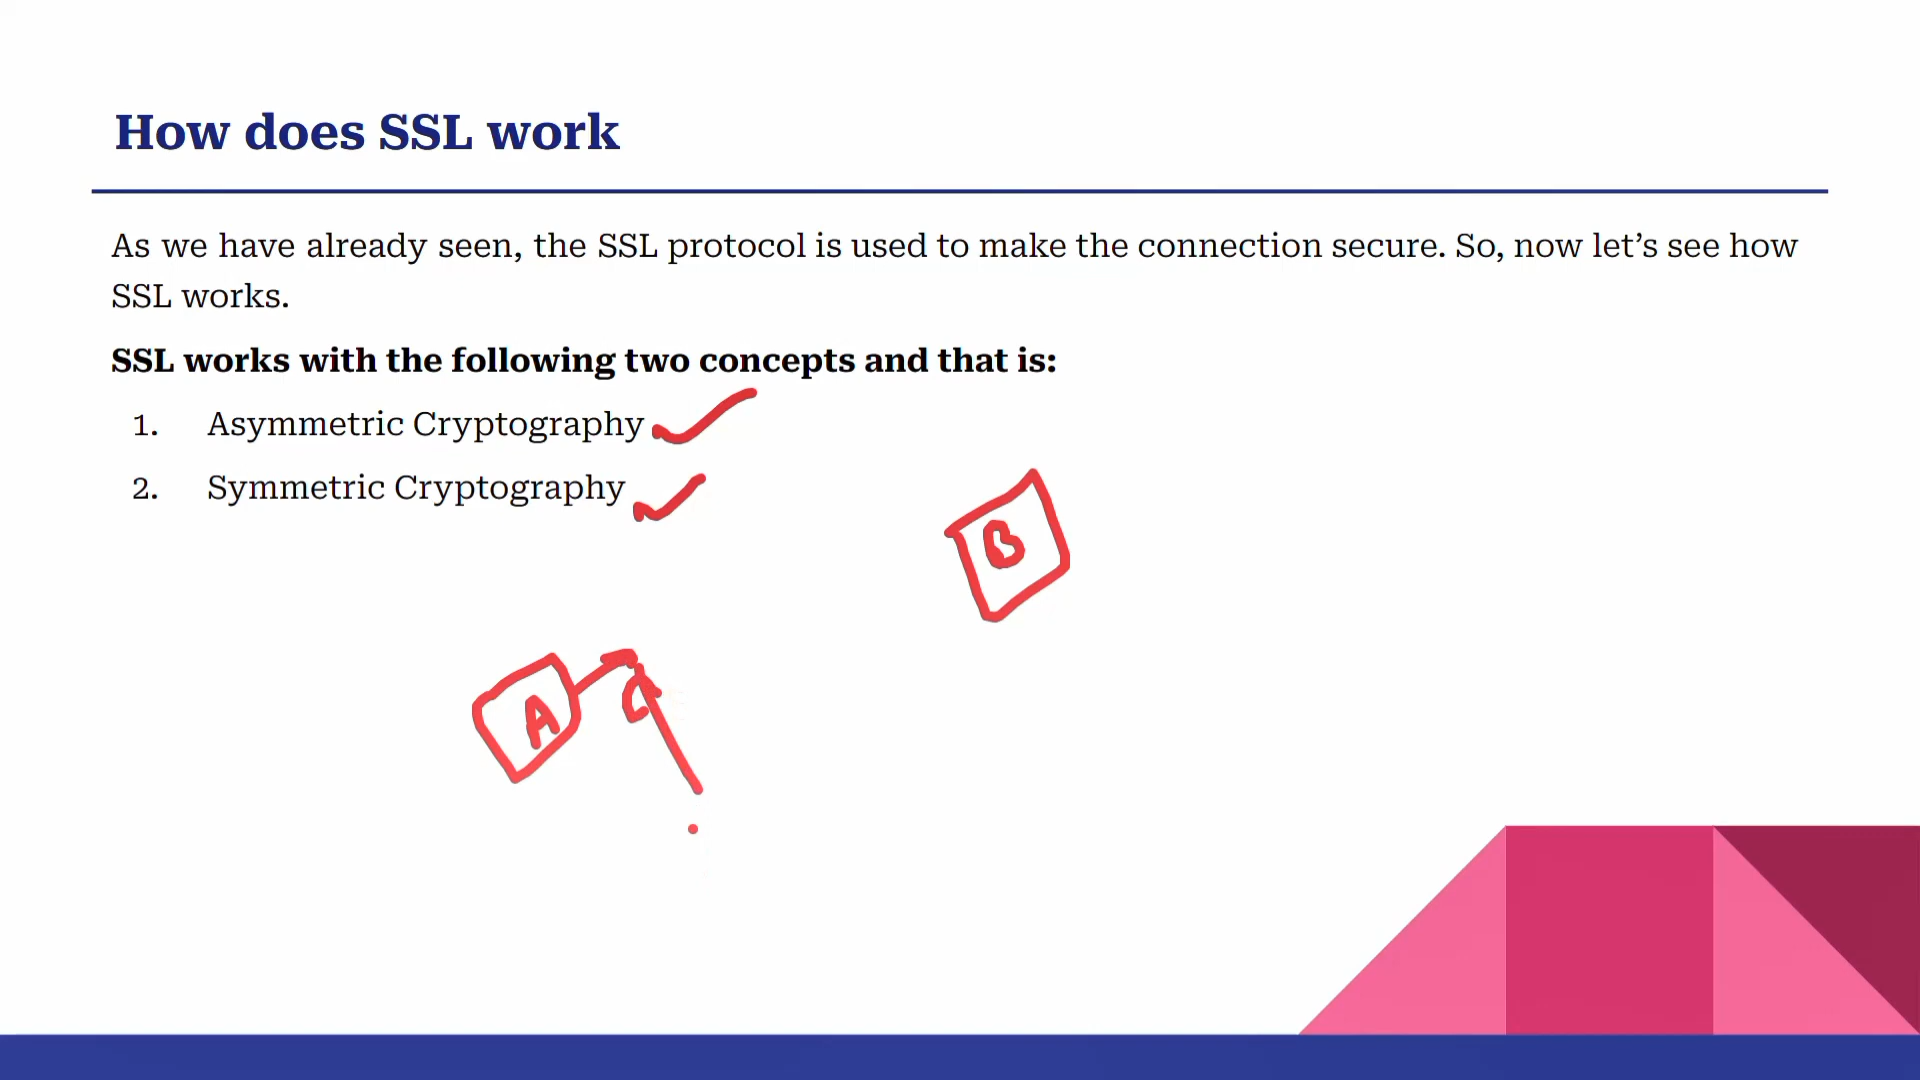 How does SSL work
As we have already seen, the SSL protocol is used to make the connection secure. So, now let’s see how
SSL works.
SSL works with the following two concepts and that is:
1. Asymmetric Cryptography
2. Symmetric Cryptography
B
A
C